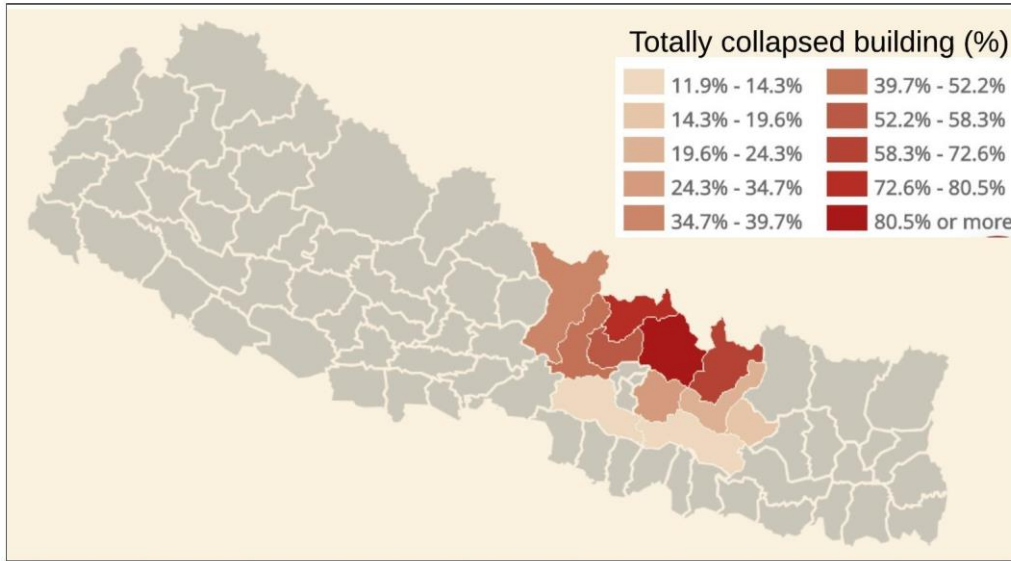 Totally collapsed building (%)
11.9% - 14.3%
14.3% - 19.6%
19.6% - 24.3%
24.3% - 34.7%
34.7% - 39.7%
39.7% - 52.2%
52.2% - 58.3%
58.3% - 72.6%
72.6% - 80.5%
80.5% or more